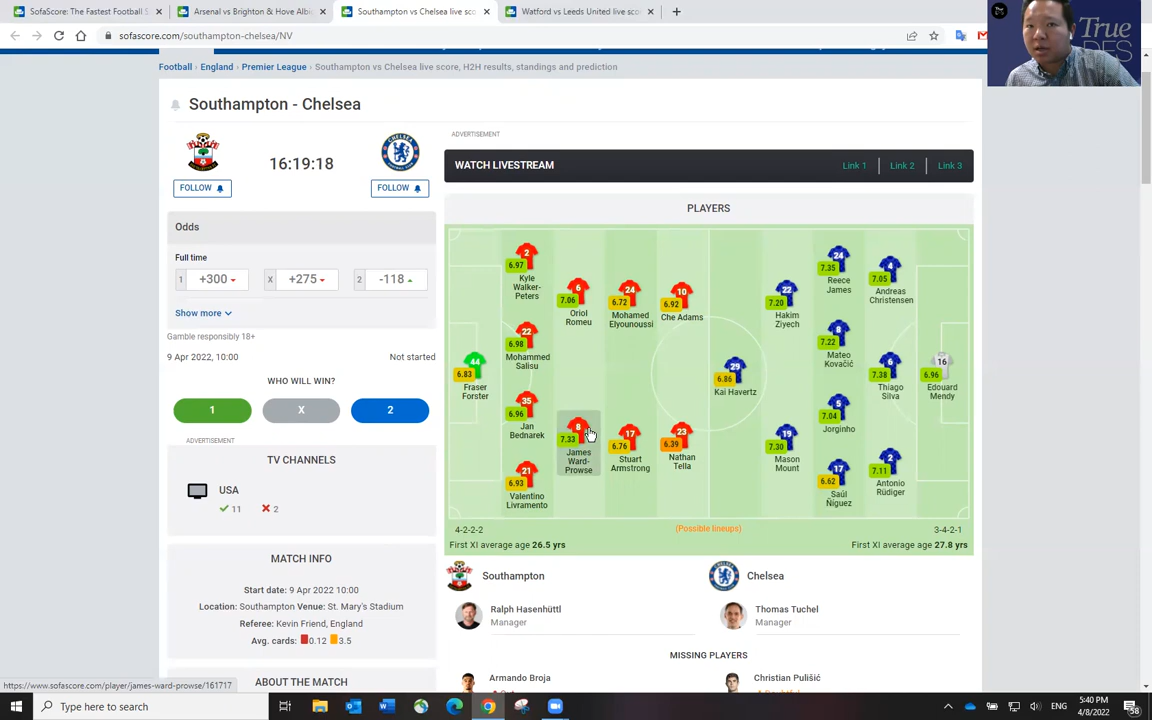 SofaScore: The Fastest Football S
Arsenal vs Brighton & Hove Albi
Southampton vs Chelsea live sco
Watford vs Leeds United live sco
sofascore.com/southampton-chelsea/NV
True
Football
England
Premier League
Southampton vs Chelsea live score, H2H results, standings and prediction
Southampton - Chelsea
16:19:18
FOLLOW
FOLLOW
Odds
Full time
1 +300
X +275
2 -118
Show more
Gamble responsibly 18+
9 Apr 2022, 10:00
Not started
WHO WILL WIN?
1
X
2
ADVERTISEMENT
TV CHANNELS
USA
11
2
MATCH INFO
Start date: 9 Apr 2022 10:00
Location: Southampton Venue: St. Mary's Stadium
Referee: Kevin Friend, England
Avg. cards: 0.12 3.5
ABOUT THE MATCH
ADVERTISEMENT
WATCH LIVESTREAM
Link 1
Link 2
Link 3
PLAYERS
44
6.83
Fraser
Forster
2
6.97
Kyle
Walker-
Peters
22
6.98
Mohammed
Salisu
35
6.96
Jan
Bednarek
21
6.93
Valentino
Livramento
6
7.06
Oriol
Romeu
8
7.33
James
Ward-
Prowse
24
6.72
Mohamed
Elyounoussi
17
6.76
Stuart
Armstrong
10
6.92
Che Adams
23
6.39
Nathan
Tella
29
6.86
Kai Havertz
22
7.20
Hakim
Ziyech
19
7.30
Mason
Mount
24
7.35
Reece
James
8
7.22
Mateo
Kovačić
5
7.04
Jorginho
17
6.62
Saúl
Ñíguez
4
7.05
Andreas
Christensen
6
7.38
Thiago
Silva
2
7.11
Antonio
Rüdiger
16
6.96
Edouard
Mendy
4-2-2-2
(Possible lineups)
3-4-2-1
First XI average age 26.5 yrs
First XI average age 27.8 yrs
Southampton
Chelsea
Ralph Hasenhüttl
Manager
Thomas Tuchel
Manager
MISSING PLAYERS
Armando Broja
Christian Pulišić
https://www.sofascore.com/player/james-ward-prowse/161717
Type here to search
ENG
5:40 PM
4/8/2022
58